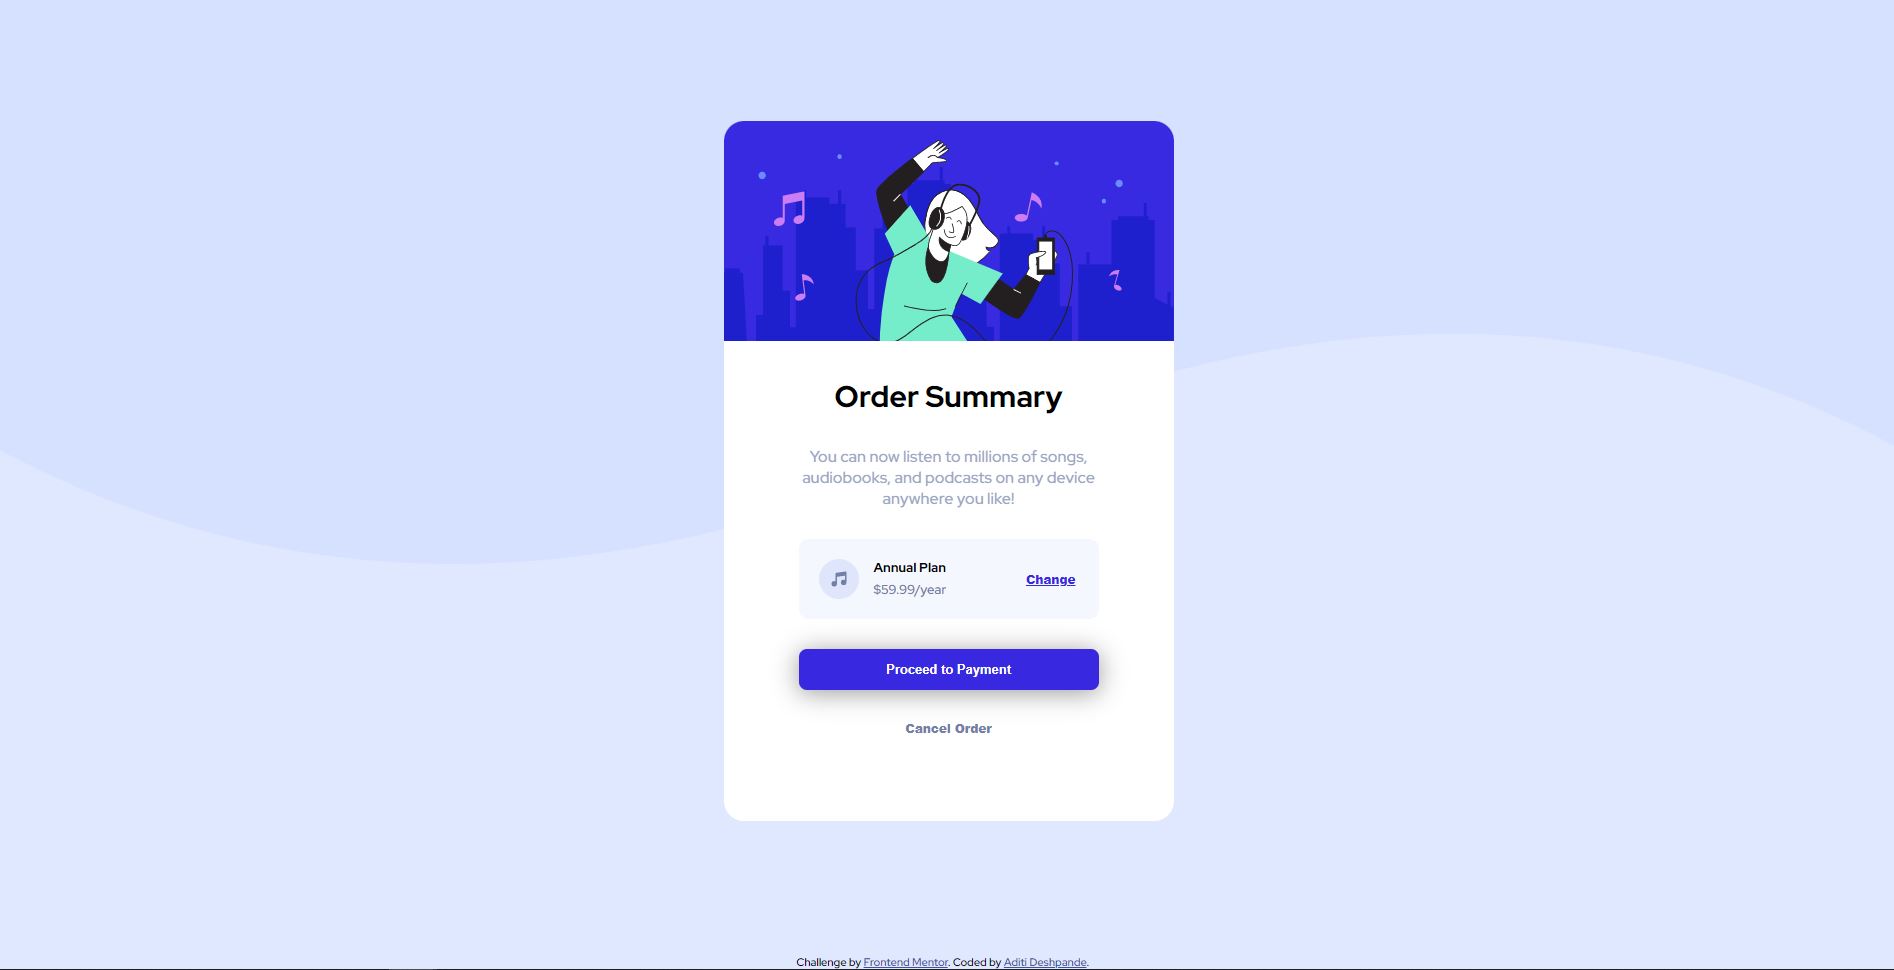 Order Summary
You can now listen to millions of songs,
audiobooks, and podcasts on any device
anywhere you like!
Annual Plan
$59.99/year
Change
Proceed to Payment
Cancel Order
Challenge by Frontend Mentor. Coded by Aditi Deshpande.